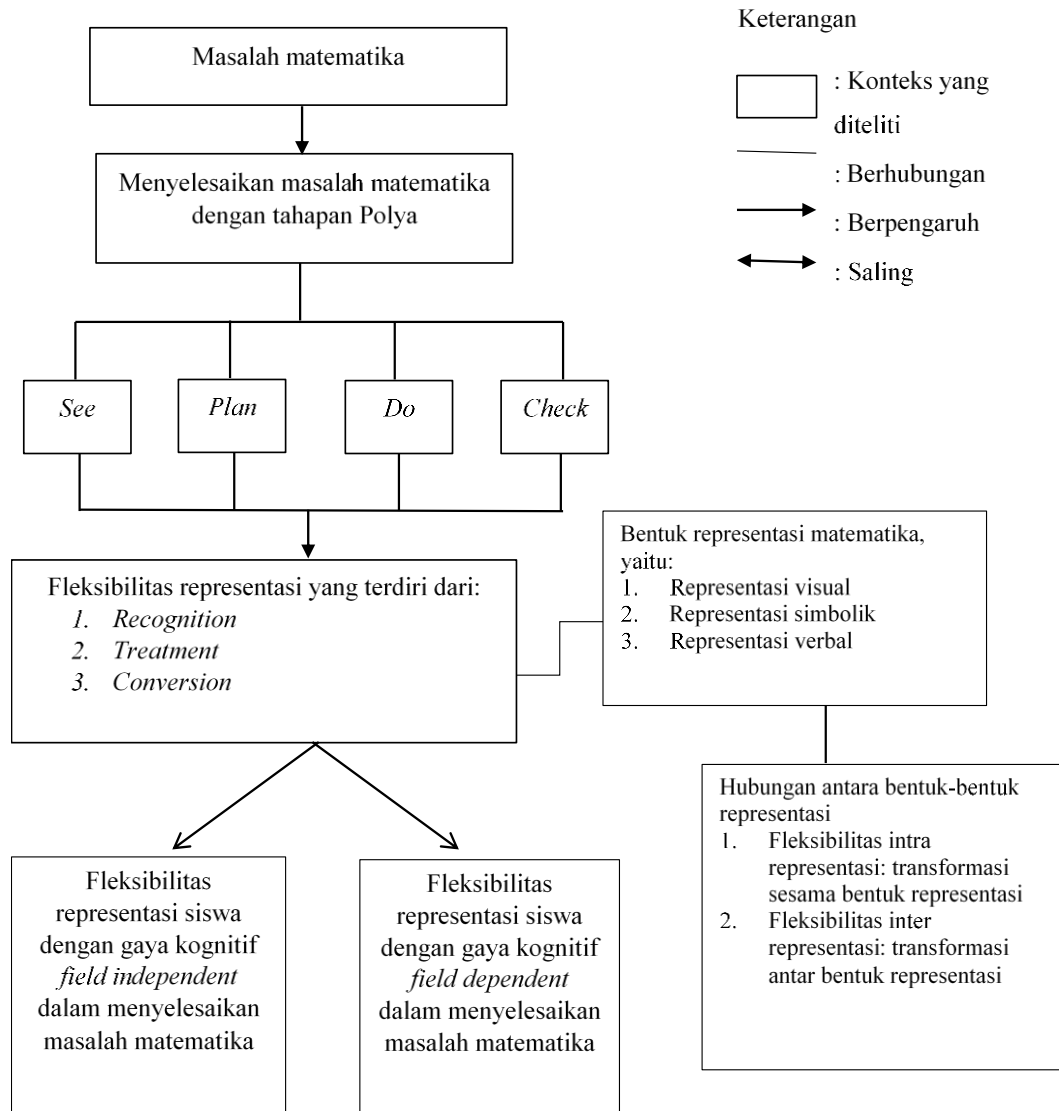 Keterangan
: Konteks yang
diteliti
: Berhubungan
: Berpengaruh
: Saling
Masalah matematika
Menyelesaikan masalah matematika
dengan tahapan Polya
See
Plan
Do
Check
Fleksibilitas representasi yang terdiri dari:
1. Recognition
2. Treatment
3. Conversion
Bentuk representasi matematika,
yaitu:
1. Representasi visual
2. Representasi simbolik
3. Representasi verbal
Hubungan antara bentuk-bentuk
representasi
1. Fleksibilitas intra
representasi: transformasi
sesama bentuk representasi
2. Fleksibilitas inter
representasi: transformasi
antar bentuk representasi
Fleksibilitas
representasi siswa
dengan gaya kognitif
field independent
dalam menyelesaikan
masalah matematika
Fleksibilitas
representasi siswa
dengan gaya kognitif
field dependent
dalam menyelesaikan
masalah matematika